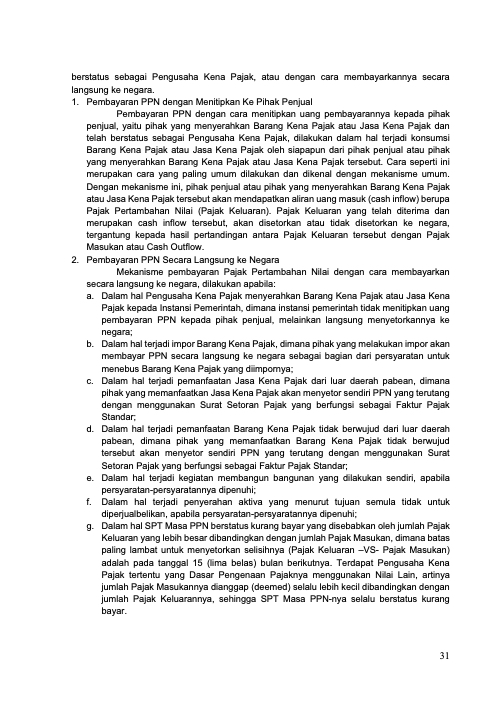 berstatus sebagai Pengusaha Kena Pajak, atau dengan cara membayarkannya secara
langsung ke negara.
1. Pembayaran PPN dengan Menitipkan Ke Pihak Penjual
Pembayaran PPN dengan cara menitipkan uang pembayarannya kepada pihak
penjual, yaitu pihak yang menyerahkan Barang Kena Pajak atau Jasa Kena Pajak dan
telah berstatus sebagai Pengusaha Kena Pajak, dilakukan dalam hal terjadi konsumsi
Barang Kena Pajak atau Jasa Kena Pajak oleh siapapun dari pihak penjual atau pihak
yang menyerahkan Barang Kena Pajak atau Jasa Kena Pajak tersebut. Cara seperti ini
merupakan cara yang paling umum dilakukan dan dikenal dengan mekanisme umum.
Dengan mekanisme ini, pihak penjual atau pihak yang menyerahkan Barang Kena Pajak
atau Jasa Kena Pajak tersebut akan mendapatkan aliran uang masuk (cash inflow) berupa
Pajak Pertambahan Nilai (Pajak Keluaran). Pajak Keluaran yang telah diterima dan
merupakan cash inflow tersebut, akan disetorkan atau tidak disetorkan ke negara,
tergantung kepada hasil pertandingan antara Pajak Keluaran tersebut dengan Pajak
Masukan atau Cash Outflow.
2. Pembayaran PPN Secara Langsung ke Negara
Mekanisme pembayaran Pajak Pertambahan Nilai dengan cara membayarkan
secara langsung ke negara, dilakukan apabila:
a. Dalam hal Pengusaha Kena Pajak menyerahkan Barang Kena Pajak atau Jasa Kena
Pajak kepada Instansi Pemerintah, dimana instansi pemerintah tidak menitipkan uang
pembayaran PPN kepada pihak penjual, melainkan langsung menyetorkannya ke
negara;
b. Dalam hal terjadi impor Barang Kena Pajak, dimana pihak yang melakukan impor akan
membayar PPN secara langsung ke negara sebagai bagian dari persyaratan untuk
menebus Barang Kena Pajak yang diimpornya;
c. Dalam hal terjadi pemanfaatan Jasa Kena Pajak dari luar daerah pabean, dimana
pihak yang memanfaatkan Jasa Kena Pajak akan menyetor sendiri PPN yang terutang
dengan menggunakan Surat Setoran Pajak yang berfungsi sebagai Faktur Pajak
Standar;
d. Dalam hal terjadi pemanfaatan Barang Kena Pajak tidak berwujud dari luar daerah
pabean, dimana pihak yang memanfaatkan Barang Kena Pajak tidak berwujud
tersebut akan menyetor sendiri PPN yang terutang dengan menggunakan Surat
Setoran Pajak yang berfungsi sebagai Faktur Pajak Standar;
e. Dalam hal terjadi kegiatan membangun bangunan yang dilakukan sendiri, apabila
persyaratan-persyaratannya dipenuhi;
f. Dalam hal terjadi penyerahan aktiva yang menurut tujuan semula tidak untuk
diperjualbelikan, apabila persyaratan-persyaratannya dipenuhi;
g. Dalam hal SPT Masa PPN berstatus kurang bayar yang disebabkan oleh jumlah Pajak
Keluaran yang lebih besar dibandingkan dengan jumlah Pajak Masukan, dimana batas
paling lambat untuk menyetorkan selisihnya (Pajak Keluaran –VS- Pajak Masukan)
adalah pada tanggal 15 (lima belas) bulan berikutnya. Terdapat Pengusaha Kena
Pajak tertentu yang Dasar Pengenaan Pajaknya menggunakan Nilai Lain, artinya
jumlah Pajak Masukannya dianggap (deemed) selalu lebih kecil dibandingkan dengan
jumlah Pajak Keluarannya, sehingga SPT Masa PPN-nya selalu berstatus kurang
bayar.
31